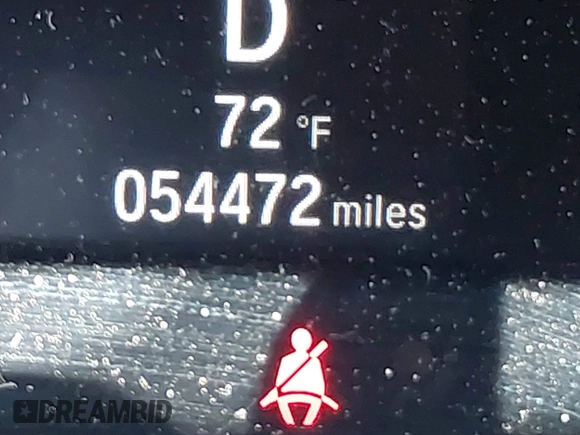 D
72 °F
054472 miles
DREAMBID